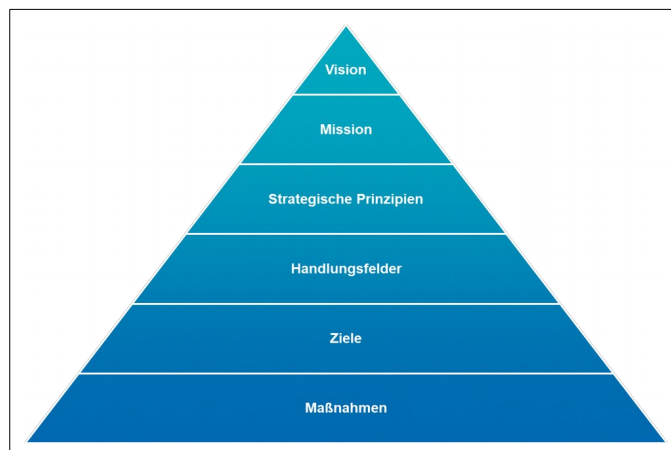 Vision
Mission
Strategische Prinzipien
Handlungsfelder
Ziele
Maßnahmen